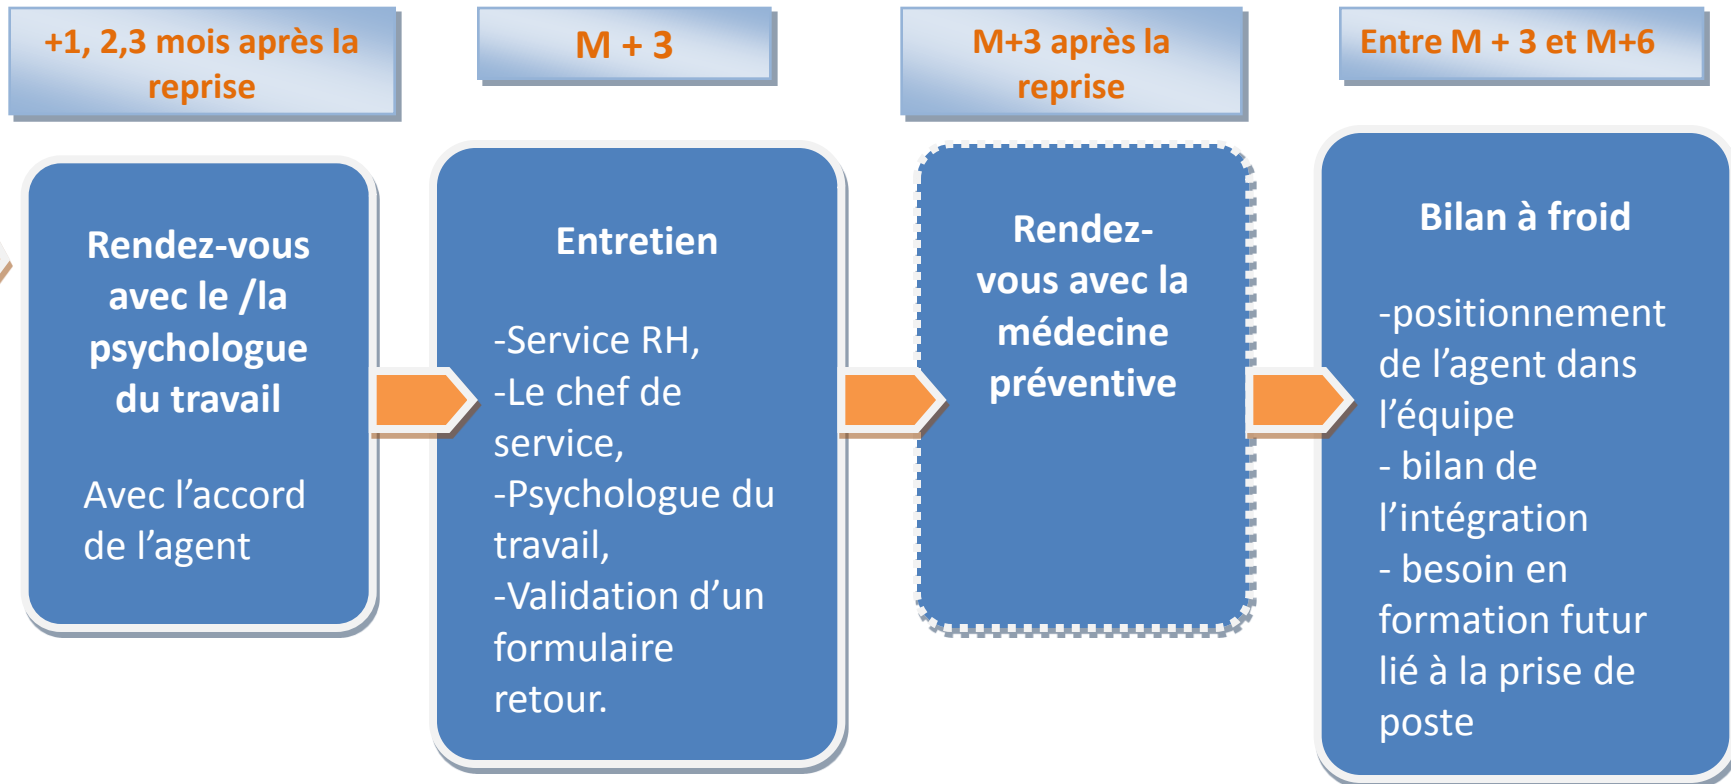 +1, 2,3 mois après la
reprise
M + 3
M+3 après la
reprise
Entre M + 3 et M+6
Rendez-vous
avec le /la
psychologue
du travail
Avec l’accord
de l’agent
Entretien
-Service RH,
-Le chef de
service,
-Psychologue du
travail,
-Validation d’un
formulaire
retour.
Rendez-
vous avec la
médecine
préventive
Bilan à froid
-positionnement
de l’agent dans
l’équipe
- bilan de
l’intégration
- besoin en
formation futur
lié à la prise de
poste